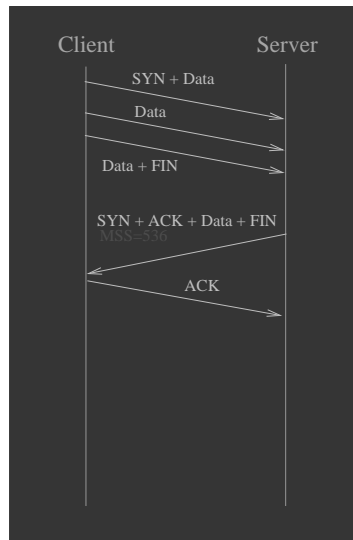 Client Server
SYN + Data
Data
Data + FIN
SYN + ACK + Data + FIN
MSS=536
ACK